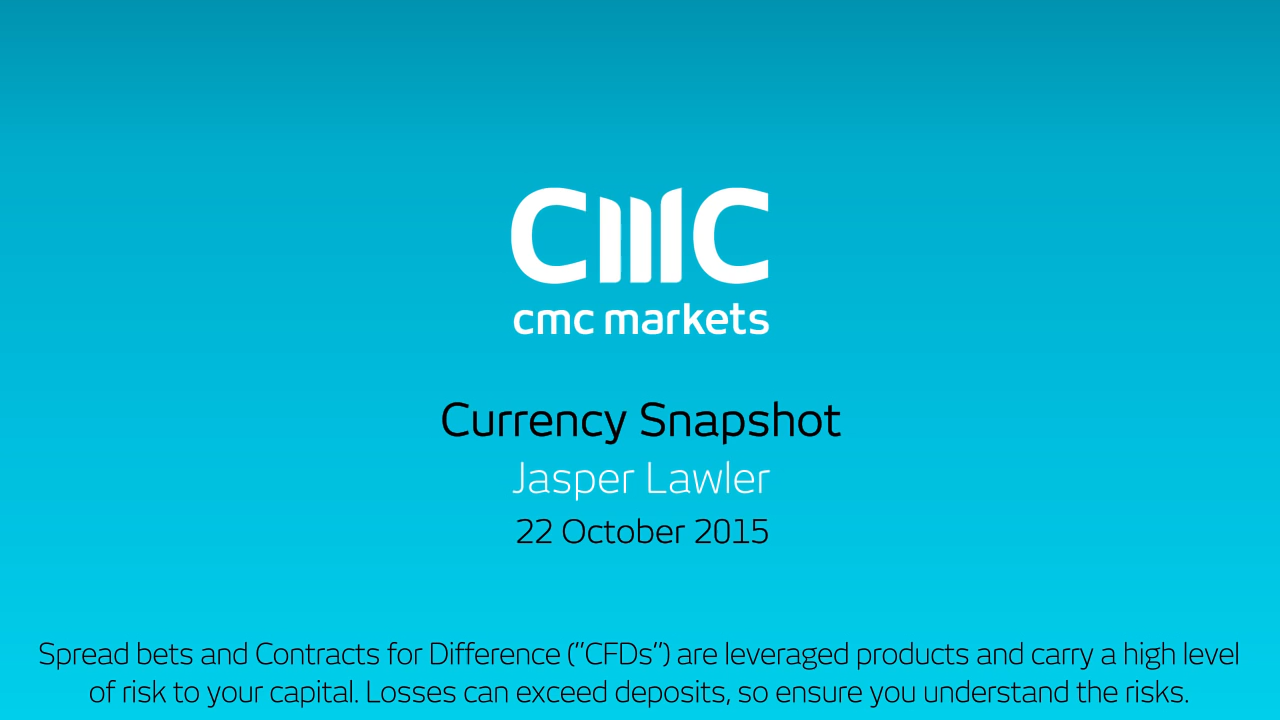 CMC
cmc markets
Currency Snapshot
Jasper Lawler
22 October 2015
Spread bets and Contracts for Difference (“CFDs”) are leveraged products and carry a high level
of risk to your capital. Losses can exceed deposits, so ensure you understand the risks.